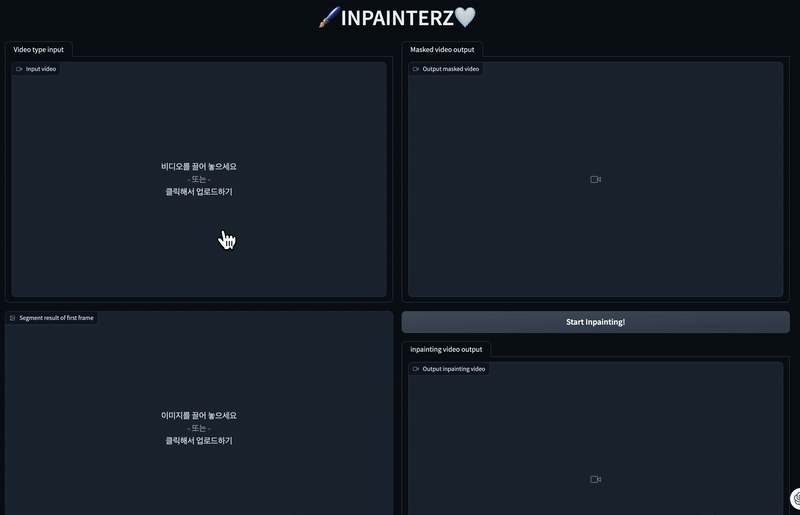 🖌️INPAINTERZ🤍
Video type input
Input video
비디오를 끌어 놓으세요
- 또는 -
클릭해서 업로드하기
Masked video output
Output masked video
Segment result of first frame
이미지를 끌어 놓으세요
- 또는 -
클릭해서 업로드하기
Start Inpainting!
inpainting video output
Output inpainting video